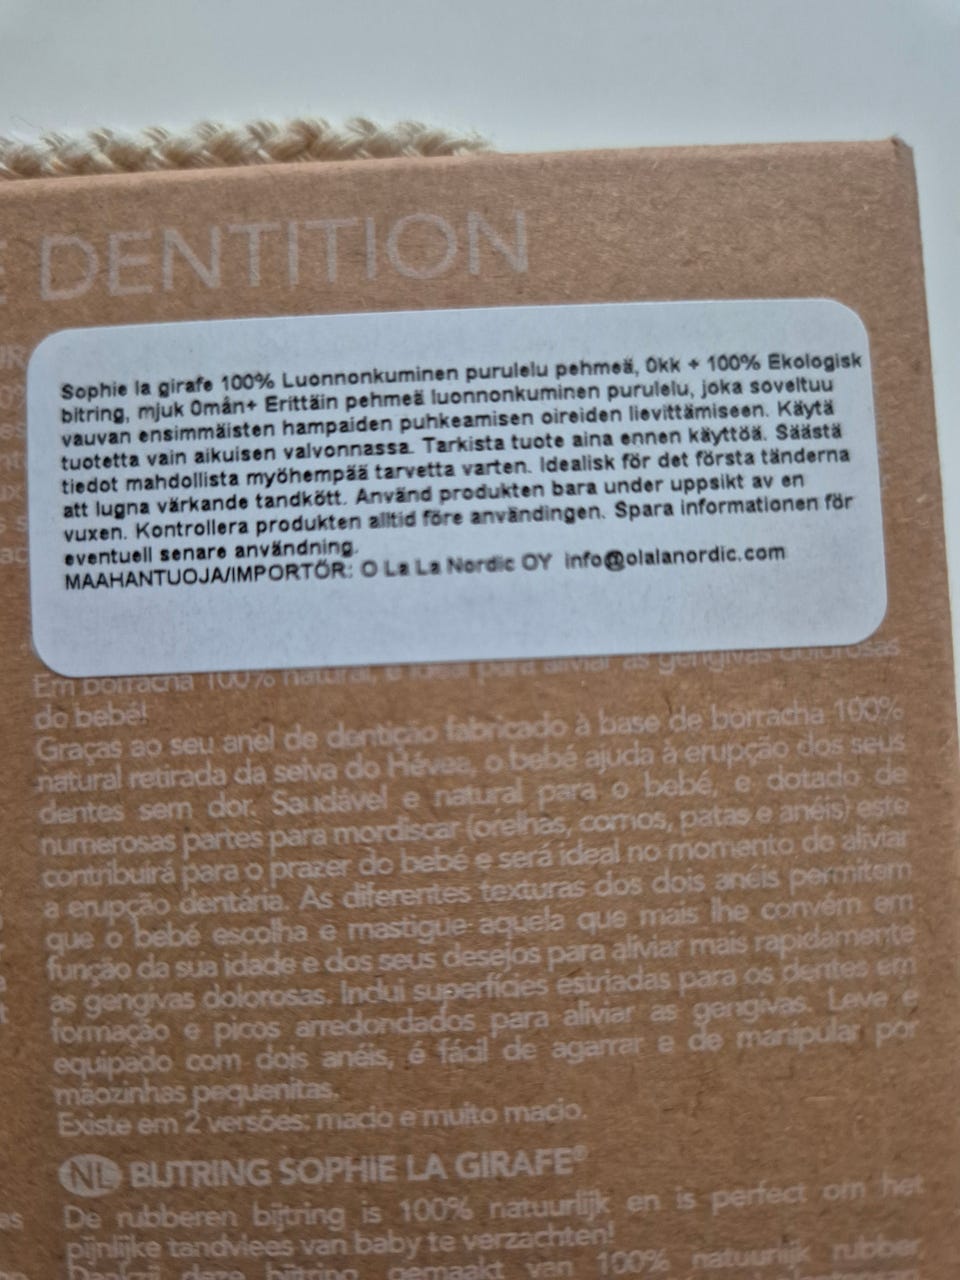 E DENTITION
Sophie la girafe 100% Luonnonkuminen purulelu pehmeä, 0kk + 100% Ekologisk
bitring, mjuk 0mån+ Erittäin pehmeä luonnonkuminen purulelu, joka soveltuu
vauvan ensimmäisten hampaiden puhkeamisen oireiden lievittämiseen. Käytä
tuotetta vain aikuisen valvonnassa. Tarkista tuote aina ennen käyttöä. Säästä
tiedot mahdollista myöhempää tarvetta varten. Idealisk för det första tänderna
att lugna värkande tandkött. Använd produkten bara under uppsikt av en
vuxen. Kontrollera produkten alltid före användingen. Spara informationen för
eventuell senare användning.
MAAHANTUOJA/IMPORTÖR: O La La Nordic OY info@olalanordic.com
Em borracha 100% natural, é ideal para aliviar as gengivas dolorosas
do bebé!
Graças ao seu anel de dentição fabricado à base de borracha 100%
natural retirada da seiva do Hévea, o bebé ajuda à erupção dos seus
dentes sem dor. Saudável e natural para o bebé, e dotado de
numerosas partes para mordiscar (orelhas, cornos, patas e anéis) este
contribuirá para o prazer do bebé e será ideal no momento de aliviar
a erupção dentária. As diferentes texturas dos dois anéis permitem
que o bebé escolha e mastigue aquela que mais lhe convém em
função da sua idade e dos seus desejos para aliviar mais rapidamente
as gengivas dolorosas. Inclui superfícies estriadas para os dentes em
formação e picos arredondados para aliviar as gengivas. Leve e
equipado com dois anéis, é fácil de agarrar e de manipular por
mãozinhas pequenitas.
Existe em 2 versões: macio e muito macio.
NL BIJTRING SOPHIE LA GIRAFE®
De rubberen bijtring is 100% natuurlijk en is perfect om het
pijnlijke tandvlees van baby te verzachten!
Dankzij deze bijtring gemaakt van 100% natuurlijk rubber,